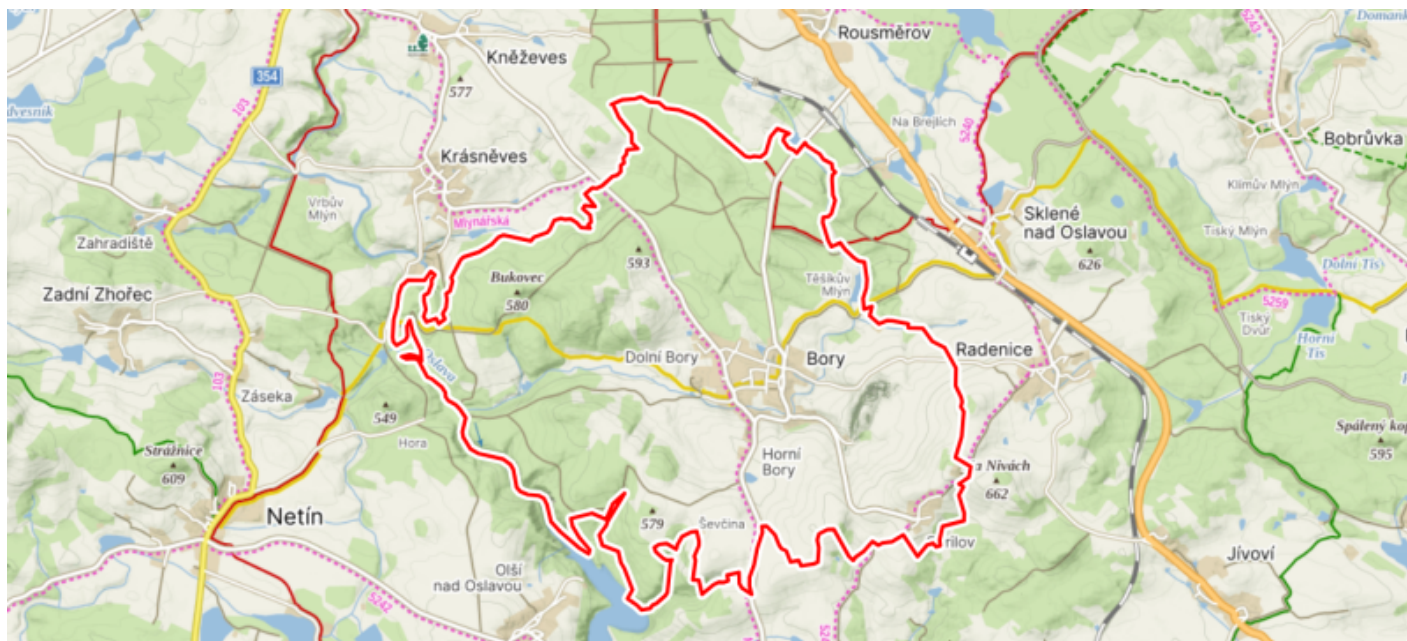 354
103
Kněževes
577
Krásněves
Vrbův
Mlýn
Mlynářská
Zahradiště
Zadní Zhořec
Záseka
103
Strážnice
609
Netín
549
Hora
Oslava
Bukovec
580
593
Dolní Bory
Bory
Horní
Bory
Ševčina
579
Olší
nad Oslavou
5242
Rousměrov
Na Brejlích
5240
Těšíkův
Mlýn
Sklené
nad Oslavou
626
Radenice
662
Jívoví
5243
Bobrůvka
Klímův Mlýn
Tiský Mlýn
Dolní Tis
5259
Tiský
Dvůr
Horní
Tis
595